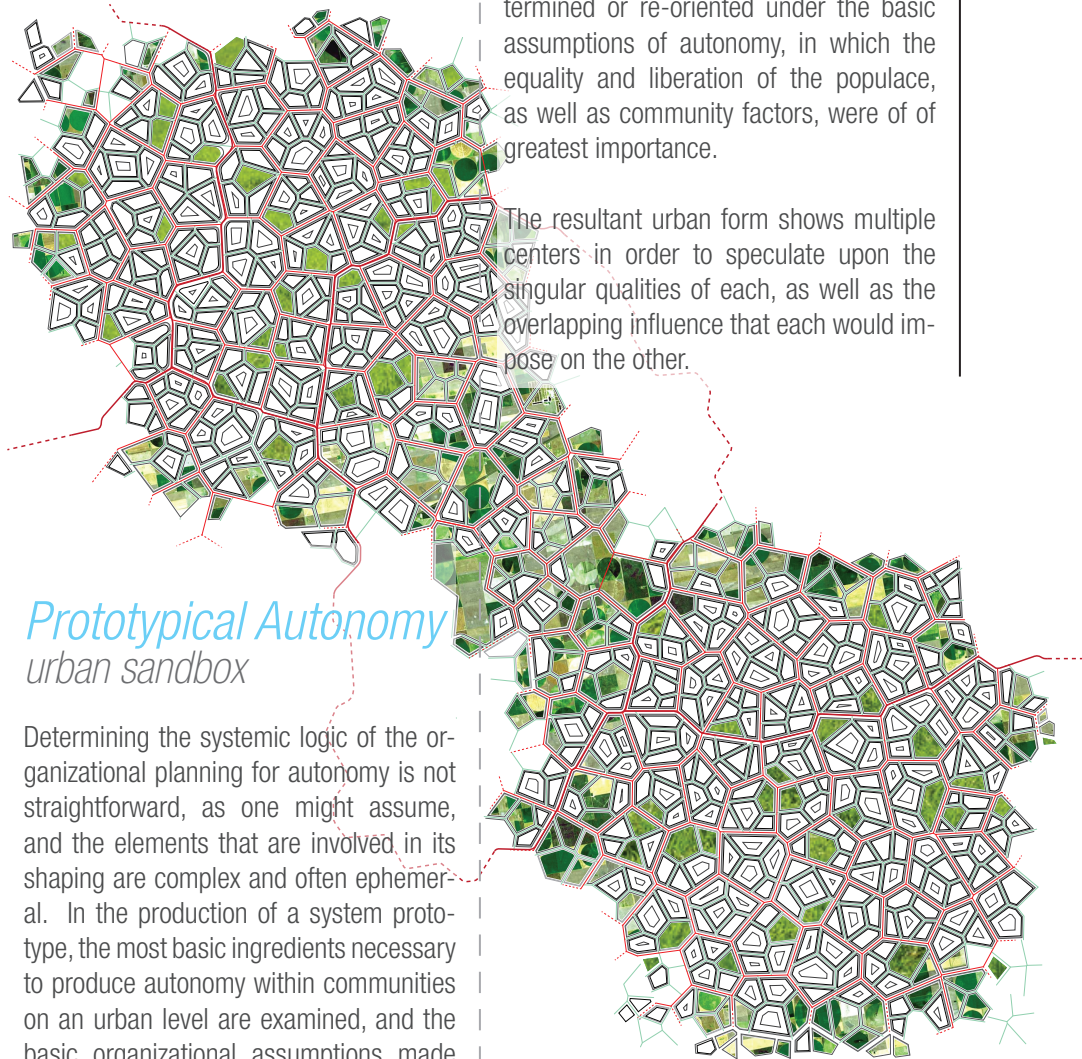 Prototypical Autonomy
urban sandbox
Determining the systemic logic of the or-
ganizational planning for autonomy is not
straightforward, as one might assume,
and the elements that are involved in its
shaping are complex and often ephemer-
al. In the production of a system proto-
type, the most basic ingredients necessary
to produce autonomy within communities
on an urban level are examined, and the
basic organizational assumptions made
termined or re-oriented under the basic
assumptions of autonomy, in which the
equality and liberation of the populace,
as well as community factors, were of of
greatest importance.
The resultant urban form shows multiple
centers in order to speculate upon the
singular qualities of each, as well as the
overlapping influence that each would im-
pose on the other.